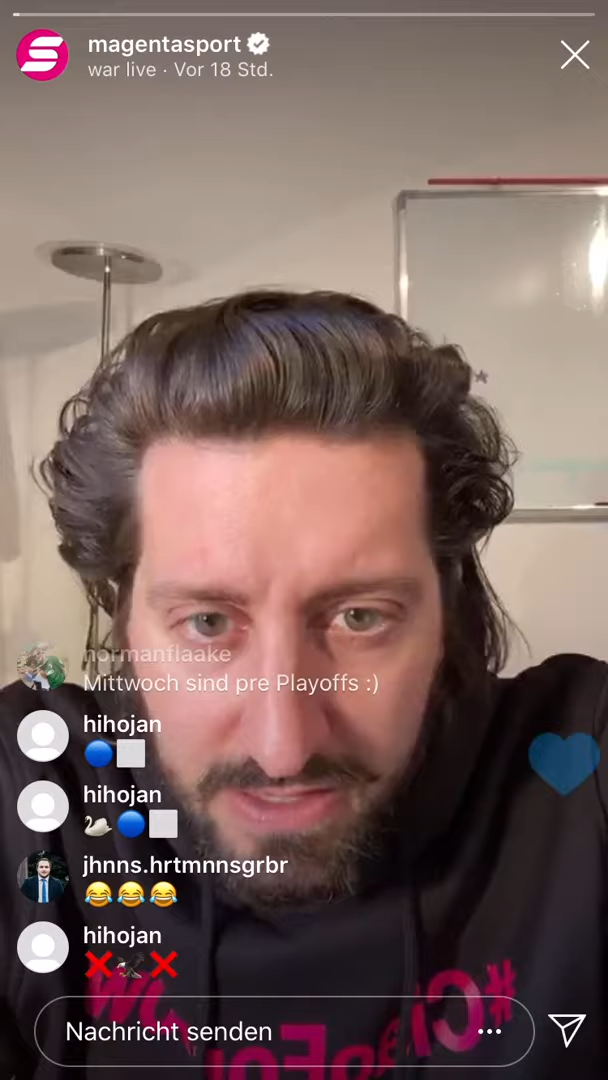 magentasport
war live · Vor 18 Std.
normanflaake
Mittwoch sind pre Playoffs :)
hihojan
🔵⬜
hihojan
🦢🔵⬜
jhnns.hrtmnnsgrbr
😂😂😂
hihojan
❌🦅❌
Nachricht senden